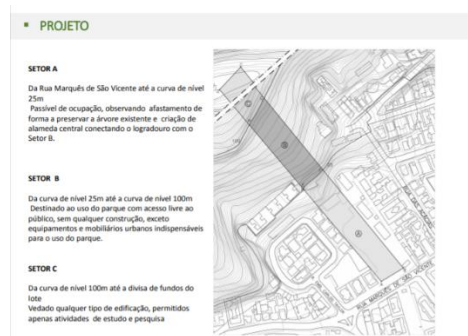 PROJETO
SETOR A
Da Rua Marquês de São Vicente até a curva de nível
25m
Passível de ocupação, observando afastamento de
forma a preservar a árvore existente e criação de
alameda central conectando o logradouro com o
Setor B.
SETOR B
Da curva de nível 25m até a curva de nível 100m
Destinado ao uso do parque com acesso livre ao
público, sem qualquer construção, exceto
equipamentos e mobiliários urbanos indispensáveis
para o uso do parque.
SETOR C
Da curva de nível 100m até a divisa de fundos do
lote
Vedado qualquer tipo de edificação, permitidos
apenas atividades de estudo e pesquisa
RUA MARQUÊS DE SÃO VICENTE